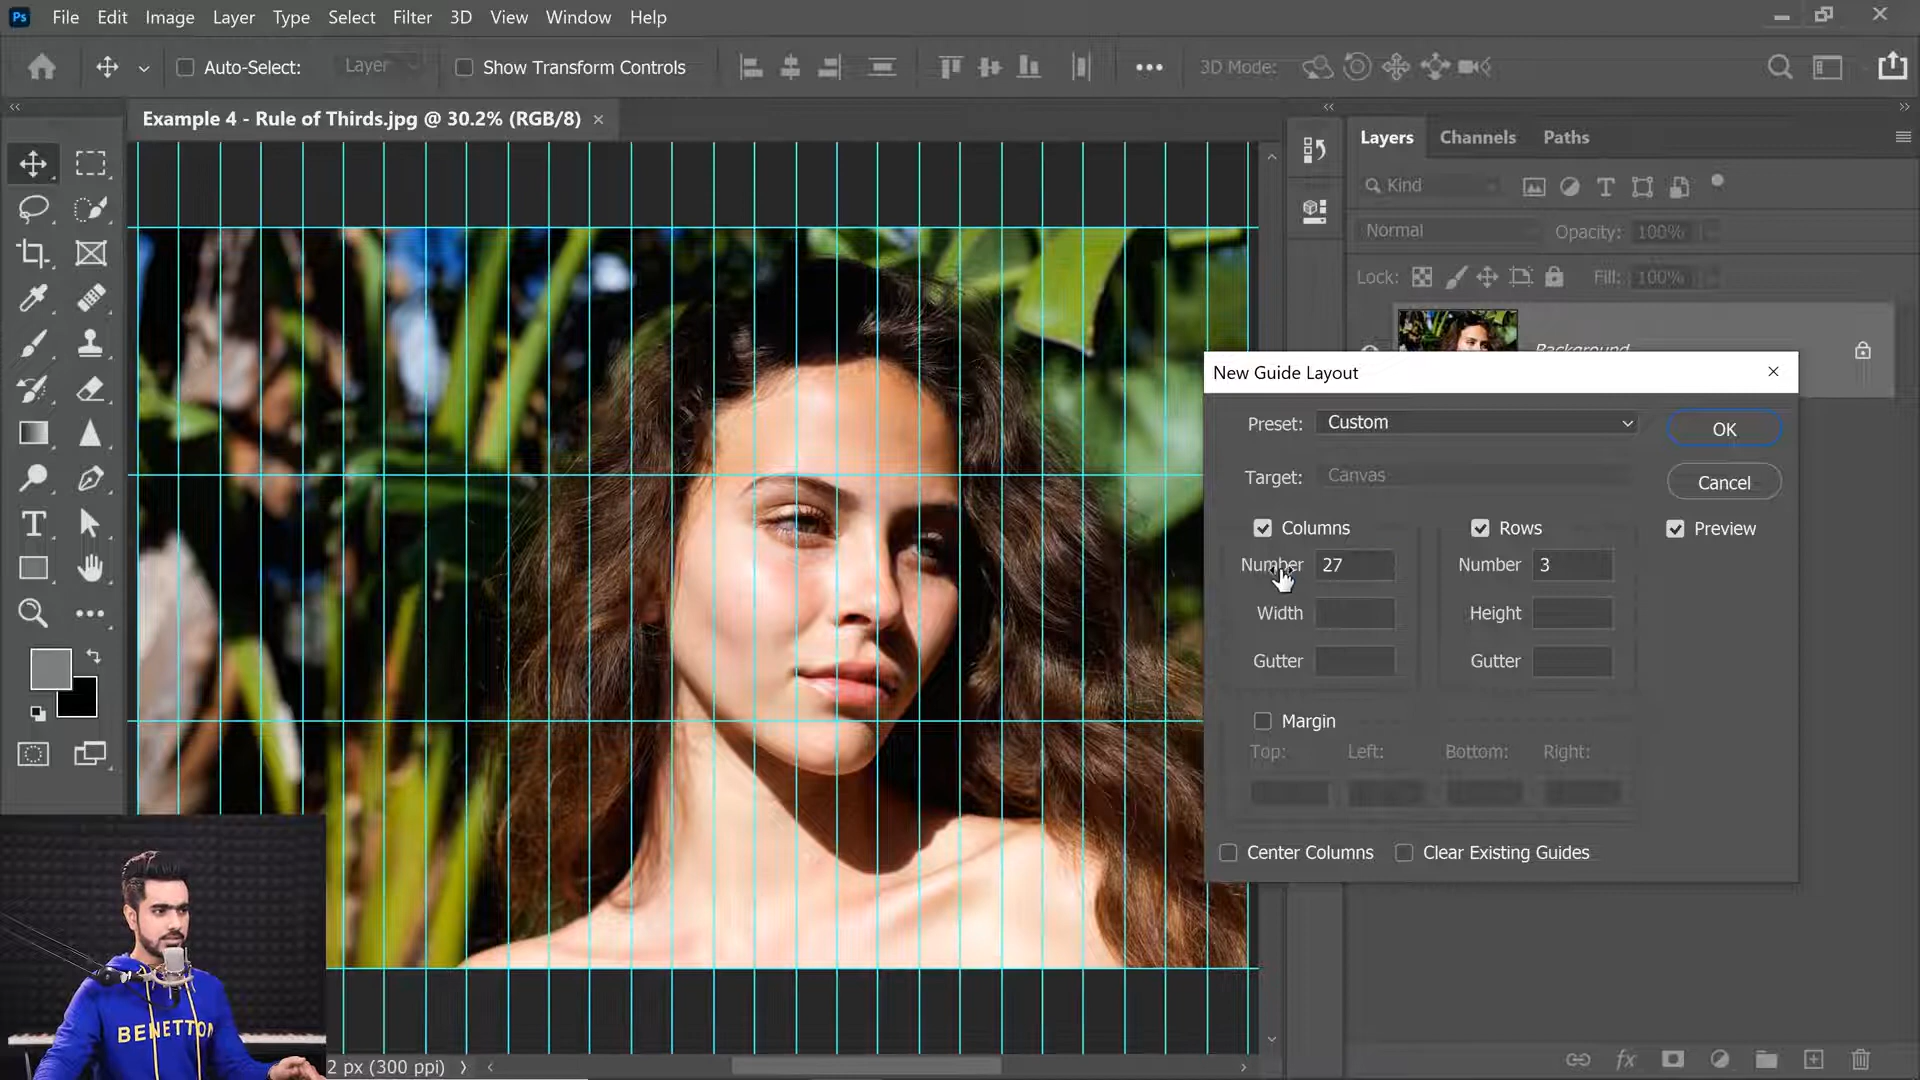 Ps File Edit Image Layer Type Select Filter 3D View Window Help
Auto-Select: Layer Show Transform Controls 3D Mode:
Example 4 - Rule of Thirds.jpg @ 30.2% (RGB/8)
Layers Channels Paths
Kind
Normal Opacity: 100%
Lock: Fill: 100%
Background
New Guide Layout
Preset: Custom OK
Target: Canvas Cancel
Columns Rows Preview
Number 27 Number 3
Width Height
Gutter Gutter
Margin
Top: Left: Bottom: Right:
Center Columns Clear Existing Guides
BENETTON
2 px (300 ppi)
fx